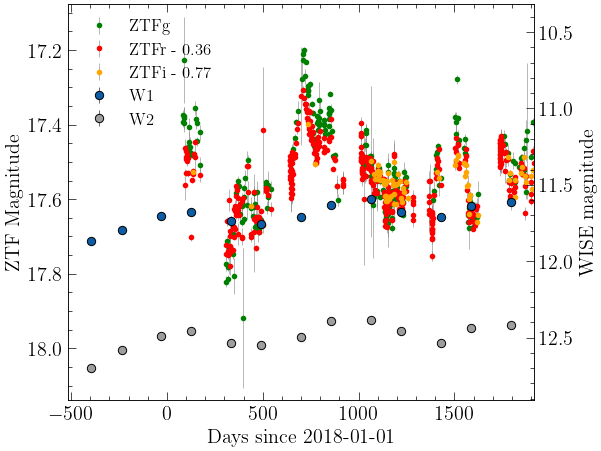 ZTFg
ZTFr - 0.36
ZTFi - 0.77
W1
W2
17.2
17.4
17.6
17.8
18.0
ZTF Magnitude
10.5
11.0
11.5
12.0
12.5
WISE magnitude
−500
0
500
1000
1500
Days since 2018-01-01